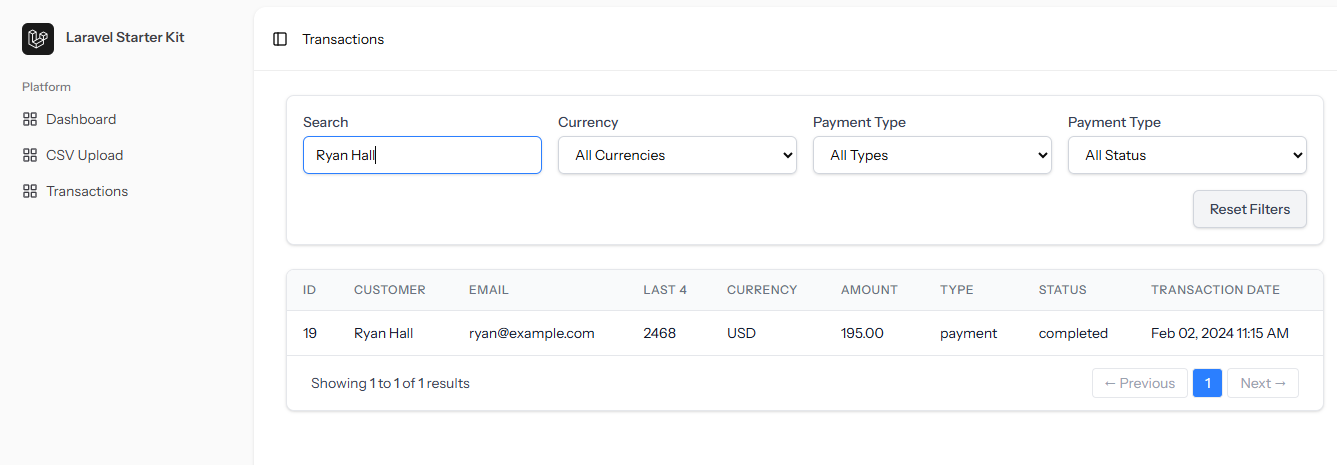 Laravel Starter Kit
Platform
Dashboard
CSV Upload
Transactions
Transactions
Search Currency Payment Type Payment Type
Ryan Hall All Currencies All Types All Status
Reset Filters
ID CUSTOMER EMAIL LAST 4 CURRENCY AMOUNT TYPE STATUS TRANSACTION DATE
19 Ryan Hall ryan@example.com 2468 USD 195.00 payment completed Feb 02, 2024 11:15 AM
Showing 1 to 1 of 1 results ← Previous 1 Next →